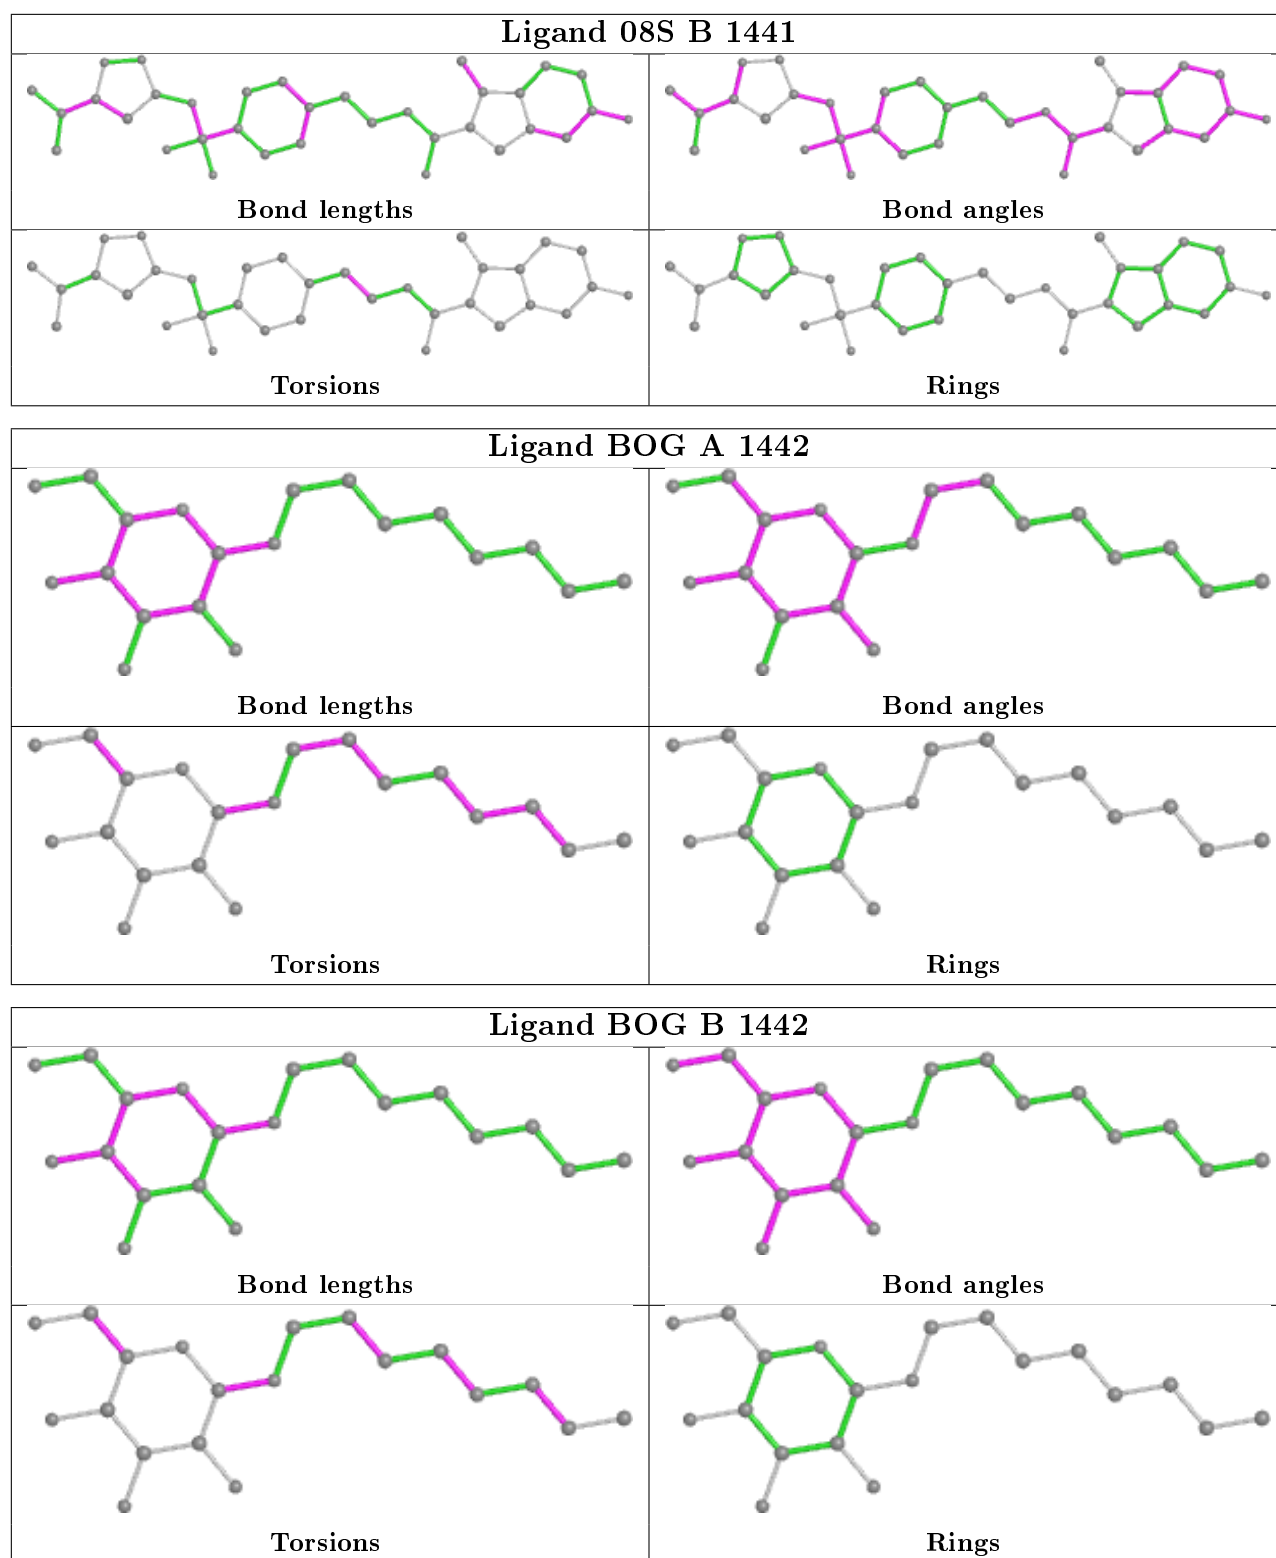 Ligand 08S B 1441
Bond lengths
Bond angles
Torsions
Rings
Ligand BOG A 1442
Bond lengths
Bond angles
Torsions
Rings
Ligand BOG B 1442
Bond lengths
Bond angles
Torsions
Rings